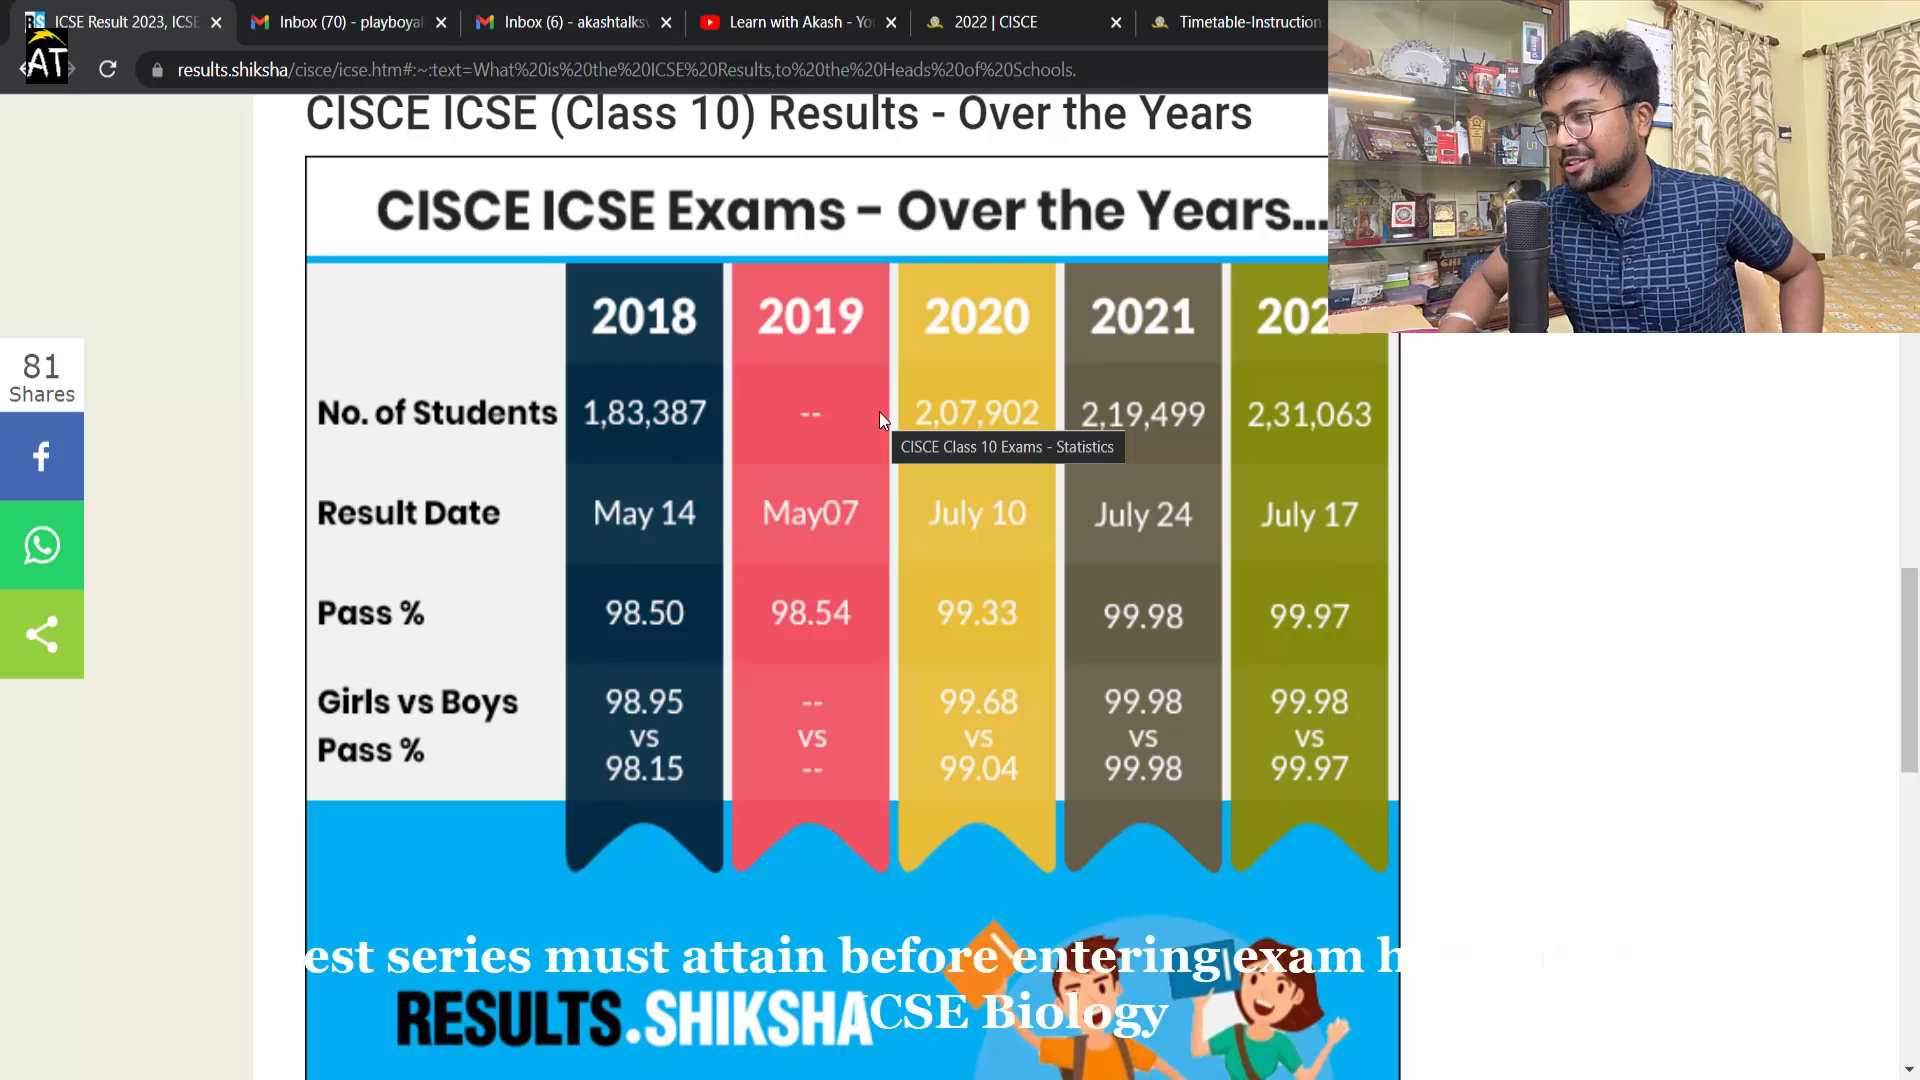 ICSE Result 2023, ICSE
Inbox (70) - playboyal
Inbox (6) - akashtalks
Learn with Akash - Yo
2022 | CISCE
Timetable-Instruction
AT
results.shiksha/cisce/icse.htm#:~:text=What%20is%20the%20ICSE%20Results,to%20the%20Heads%20of%20Schools.
CISCE ICSE (Class 10) Results - Over the Years
CISCE ICSE Exams - Over the Years...
2018 2019 2020 2021 202
No. of Students 1,83,387 -- 2,07,902 2,19,499 2,31,063
CISCE Class 10 Exams - Statistics
Result Date May 14 May07 July 10 July 24 July 17
Pass % 98.50 98.54 99.33 99.98 99.97
Girls vs Boys 98.95 -- 99.68 99.98 99.98
vs vs vs vs vs
Pass % 98.15 -- 99.04 99.98 99.97
81
Shares
est series must attain before entering exam h
RESULTS.SHIKSHA
ICSE Biology